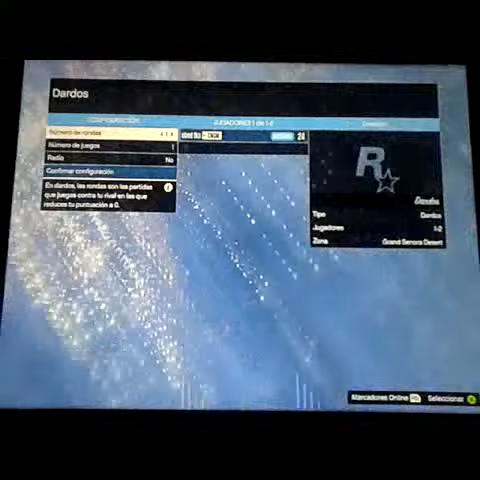 Dardos
CONFIGURACIÓN
JUGADORES 1 de 1-2
Número de rondas 1
Número de juegos 1
Radio No
Confirmar configuración
En dardos, las rondas son las partidas
que juegas contra tu rival en las que
reduces tu puntuación a 0.
24
R
Dardos
Tipo Dardos
Jugadores 1-2
Zona Grand Senora Desert
Marcadores Online
Seleccionar